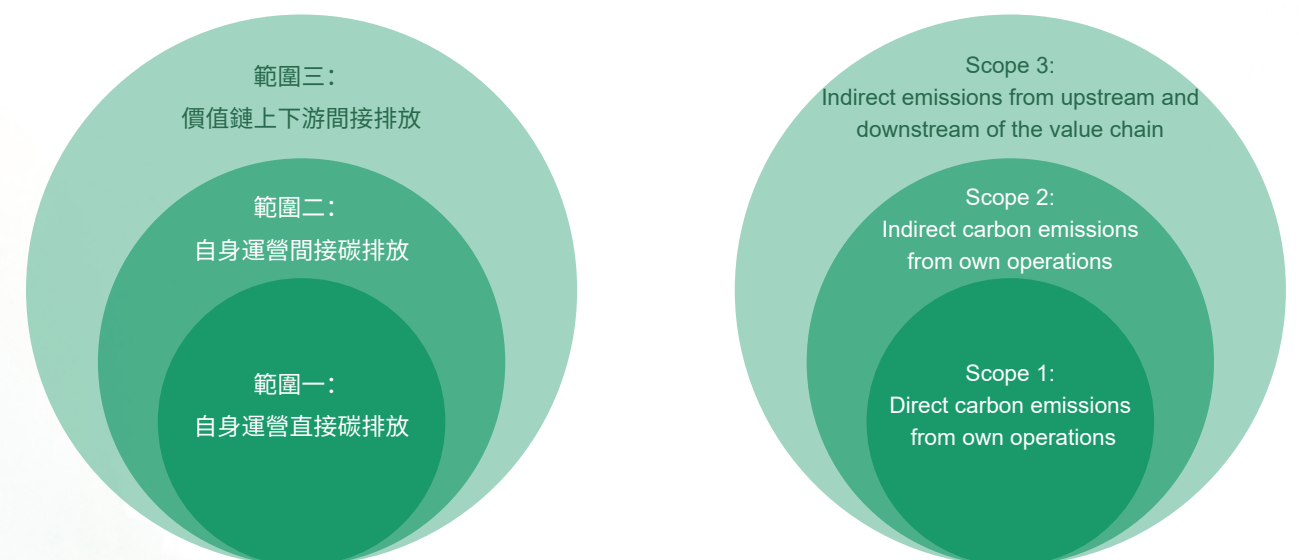 範圍三：
價值鏈上下游間接排放
範圍二：
自身運營間接碳排放
範圍一：
自身運營直接碳排放
Scope 3:
Indirect emissions from upstream and
downstream of the value chain
Scope 2:
Indirect carbon emissions
from own operations
Scope 1:
Direct carbon emissions
from own operations